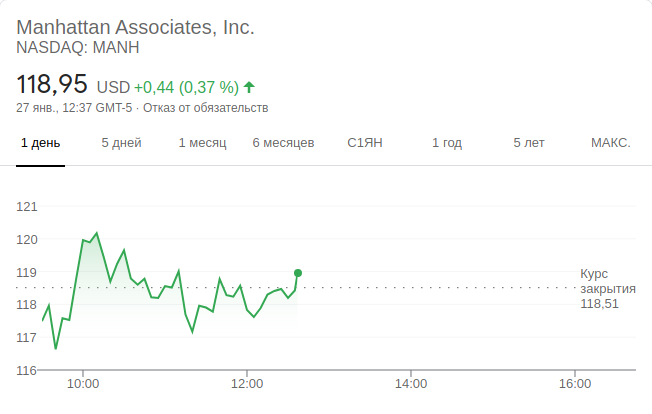 Manhattan Associates, Inc.
NASDAQ: MANH
118,95 USD +0,44 (0,37 %)
27 янв., 12:37 GMT-5 · Отказ от обязательств
1 день 5 дней 1 месяц 6 месяцев С1ЯН 1 год 5 лет МАКС.
121
120
119
118
117
116
Курс
закрытия
118,51
10:00 12:00 14:00 16:00